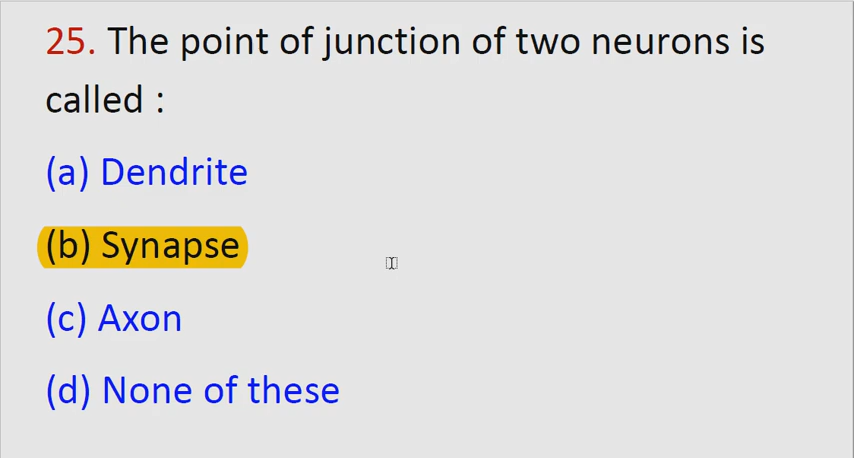 25. The point of junction of two neurons is
called :
(a) Dendrite
(b) Synapse
(c) Axon
(d) None of these